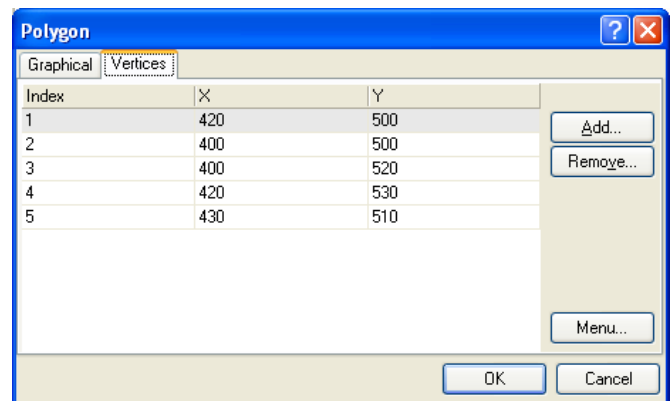 Polygon
Graphical Vertices
Index X Y
1 420 500
2 400 500
3 400 520
4 420 530
5 430 510
Add...
Remove...
Menu...
OK Cancel